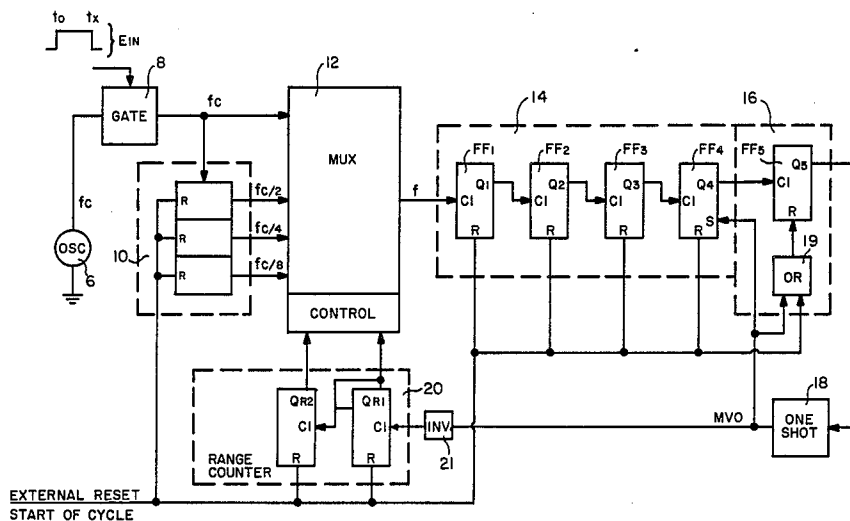 to tx
EIN
8
GATE
fc
12
MUX
14
16
FF1
FF2
FF3
FF4
FF5
Q1
Q2
Q3
Q4
Q5
CI
CI
CI
CI
CI
R
R
R
R
S
R
fc
OSC
6
10
R
R
R
fc/2
fc/4
fc/8
f
19
OR
CONTROL
20
QR2
QR1
CI
CI
R
R
RANGE
COUNTER
INV
21
MVO
18
ONE
SHOT
EXTERNAL RESET
START OF CYCLE